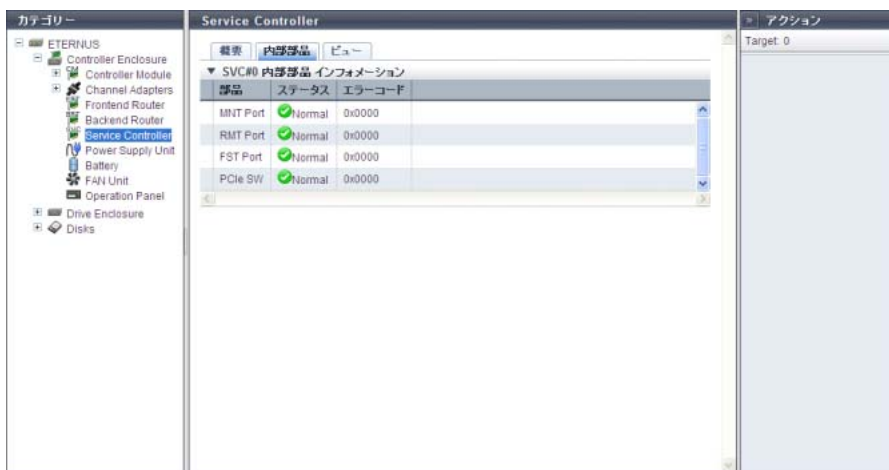 カテゴリー
ETERNUS
Controller Enclosure
Controller Module
Channel Adapters
Frontend Router
Backend Router
Service Controller
Power Supply Unit
Battery
FAN Unit
Operation Panel
Drive Enclosure
Disks
Service Controller
概要 内部部品 ビュー
▼ SVC#0 内部部品 インフォメーション
部品 ステータス エラーコード
MNT Port Normal 0x0000
RMT Port Normal 0x0000
FST Port Normal 0x0000
PCIe SW Normal 0x0000
» アクション
Target: 0